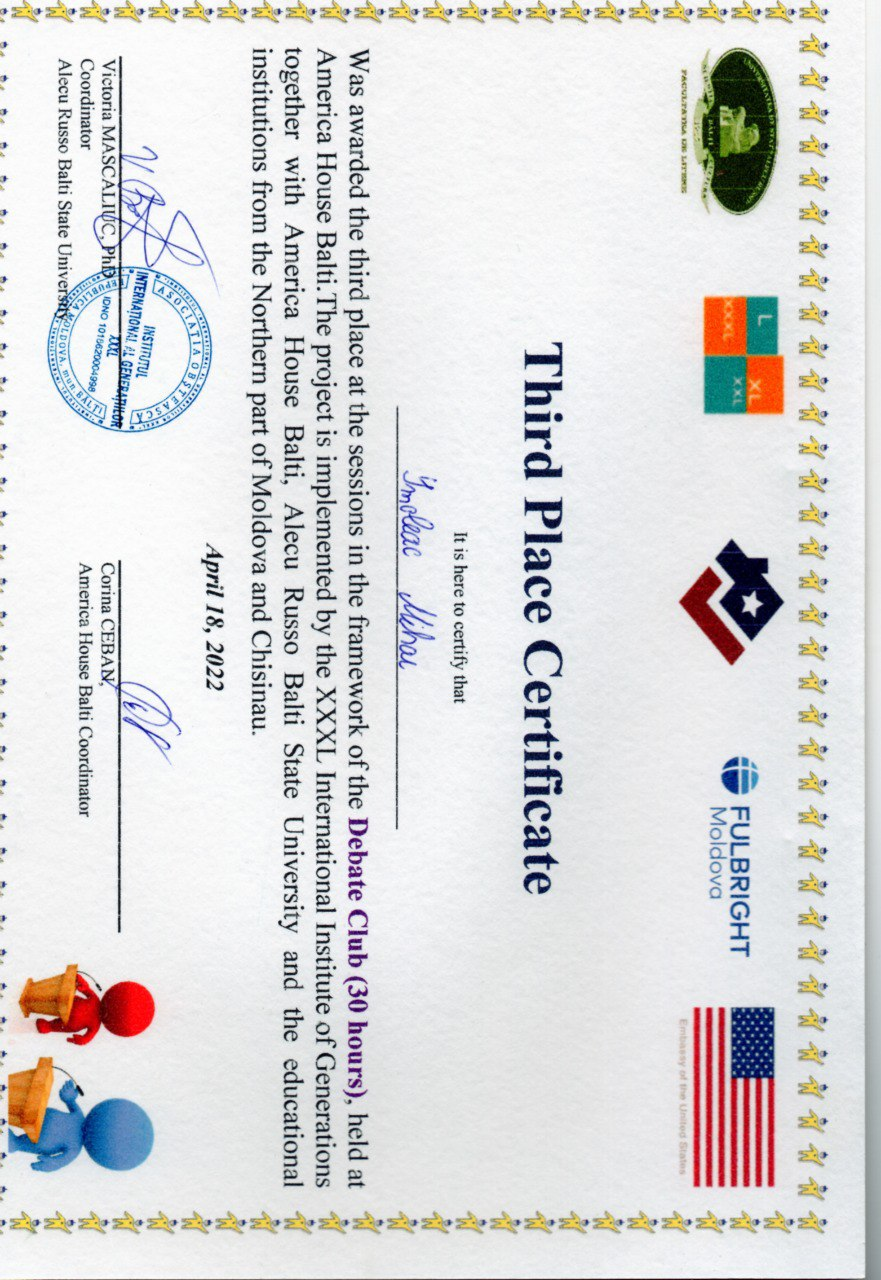 FACULTATEA DE LITERE
L
XL
XXXL
XXL
FULBRIGHT
Moldova
Embassy of the United States
Third Place Certificate
It is here to certify that
Mihai
Was awarded the third place at the sessions in the framework of the Debate Club (30 hours), held at
America House Balti. The project is implemented by the XXXL International Institute of Generations
together with America House Balti, Alecu Russo Balti State University and the educational
institutions from the Northern part of Moldova and Chisinau.
April 18, 2022
Victoria MASCALIUC, PhD
Coordinator
Alecu Russo Balti State University
Corina CEBAN,
America House Balti Coordinator
ASOCIATIA OBSTEASCA
INSTITUTUL
INTERNATIONAL AL GENERATIILOR
XXXL
IDNO 1016620004998
REPUBLICA MOLDOVA, mun. BALTI